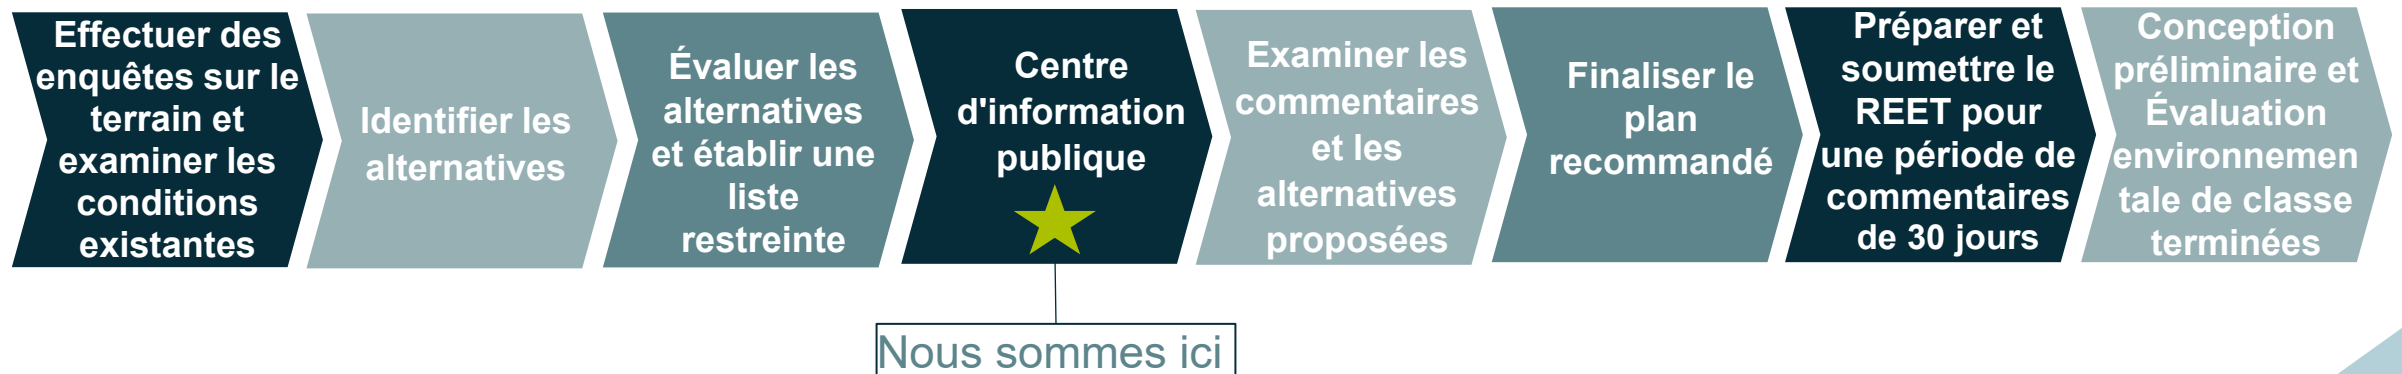 Effectuer des
enquêtes sur le
terrain et
examiner les
conditions
existantes
Identifier les
alternatives
Évaluer les
alternatives
et établir une
liste
restreinte
Centre
d'information
publique
Examiner les
commentaires
et les
alternatives
proposées
Finaliser le
plan
recommandé
Préparer et
soumettre le
REET pour
une période de
commentaires
de 30 jours
Conception
préliminaire et
Évaluation
environnemen
tale de classe
terminées
Nous sommes ici